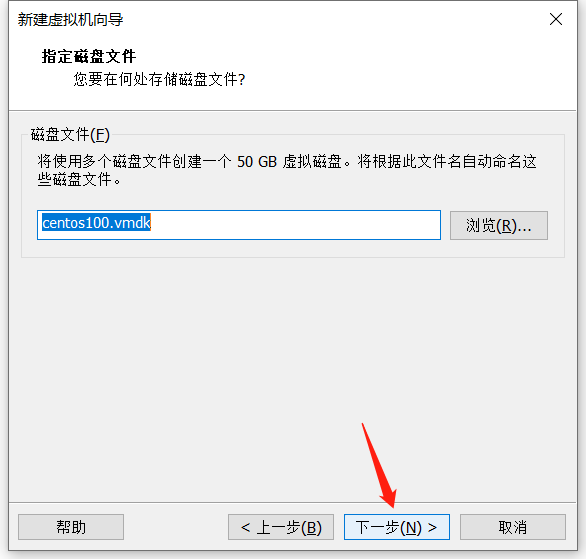 新建虚拟机向导
指定磁盘文件
您要在何处存储磁盘文件?
磁盘文件(F)
将使用多个磁盘文件创建一个 50 GB 虚拟磁盘。将根据此文件名自动命名这
些磁盘文件。
centos100.vmdk
浏览(R)...
帮助
< 上一步(B)
下一步(N) >
取消